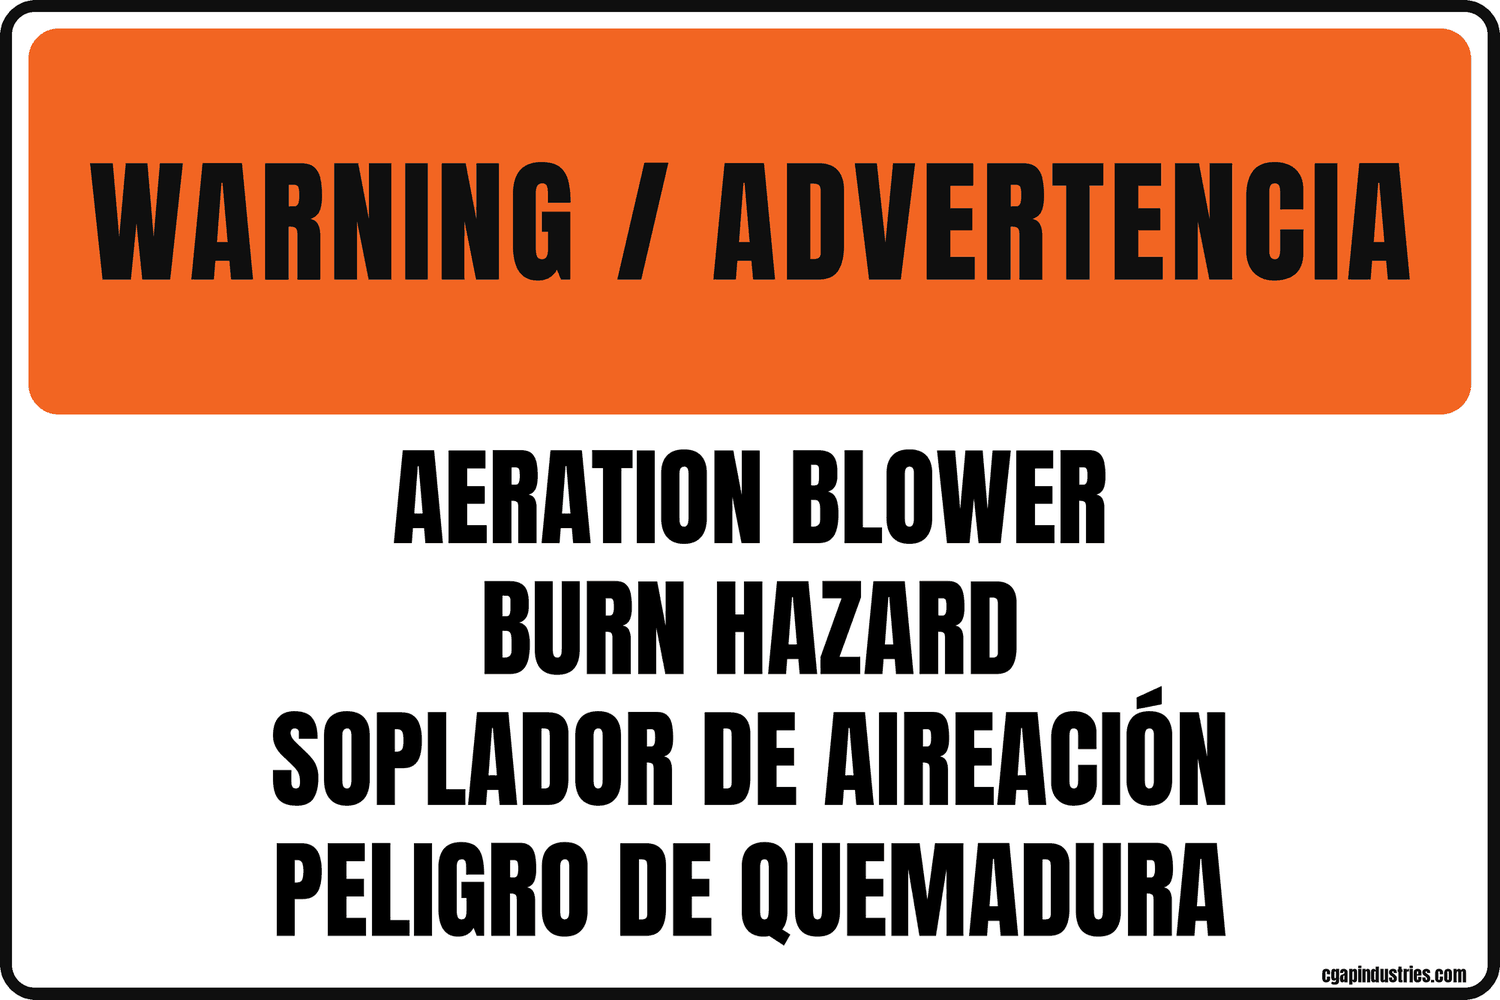 WARNING / ADVERTENCIA
AERATION BLOWER
BURN HAZARD
SOPLADOR DE AIREACIÓN
PELIGRO DE QUEMADURA
cgapindustries.com